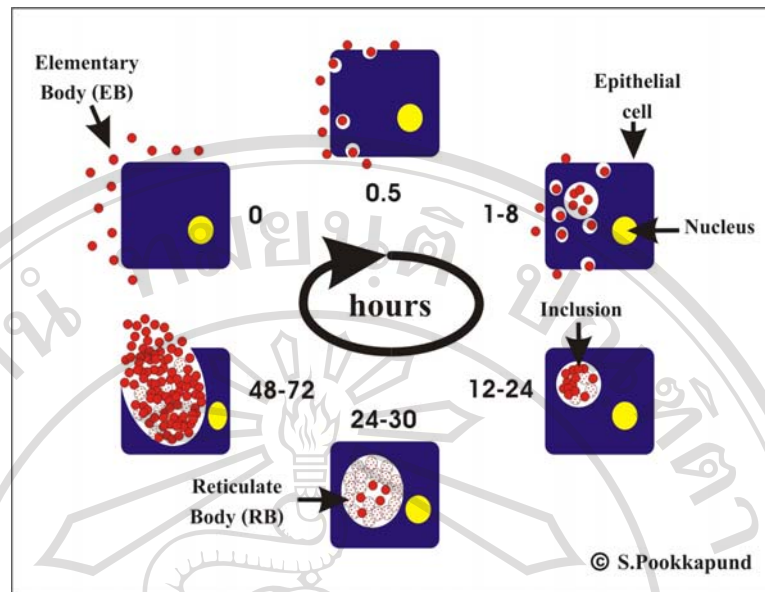 Elementary
Body (EB)
Epithelial
cell
0
0.5
1-8
Nucleus
hours
Inclusion
48-72
12-24
24-30
Reticulate
Body (RB)
© S.Pookkapund